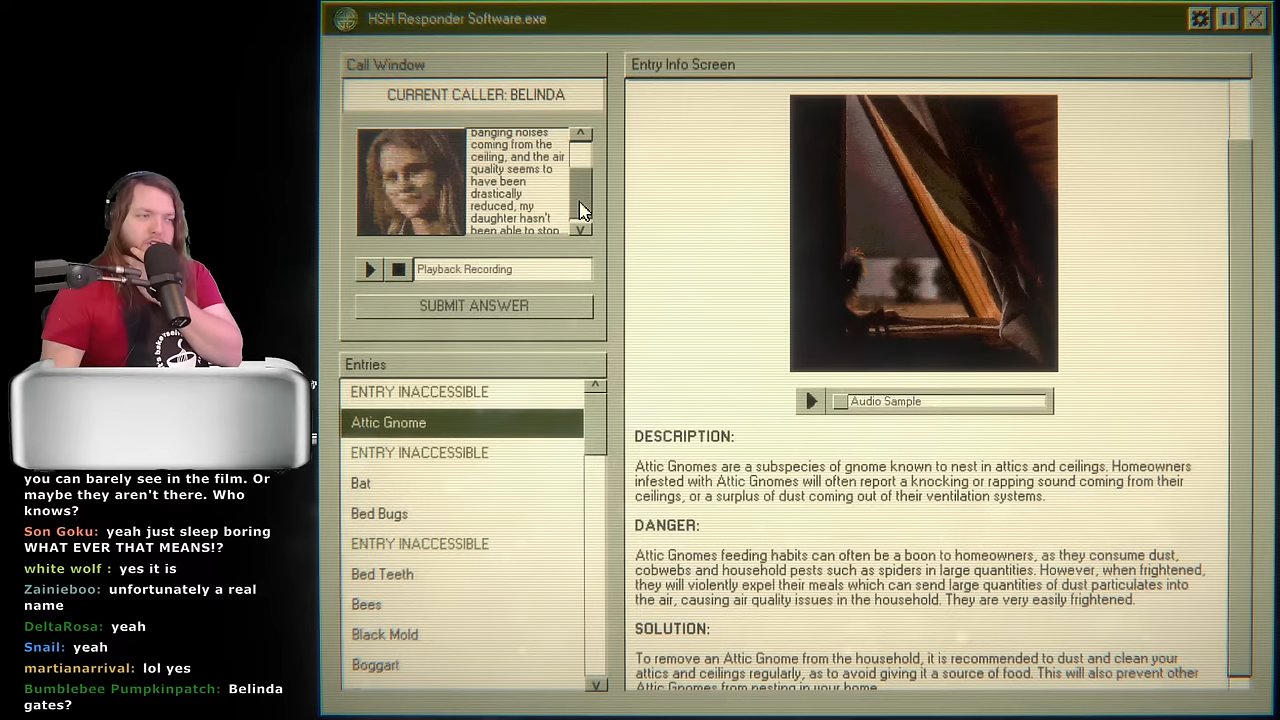 HSH Responder Software.exe
Call Window
CURRENT CALLER: BELINDA
banging noises
coming from the
ceiling, and the air
quality seems to
have been
drastically
reduced, my
daughter hasn't
been able to stop
Playback Recording
SUBMIT ANSWER
Entries
ENTRY INACCESSIBLE
Attic Gnome
ENTRY INACCESSIBLE
Bat
Bed Bugs
ENTRY INACCESSIBLE
Bed Teeth
Bees
Black Mold
Boggart
Entry Info Screen
Audio Sample
DESCRIPTION:
Attic Gnomes are a subspecies of gnome known to nest in attics and ceilings. Homeowners
infested with Attic Gnomes will often report a knocking or rapping sound coming from their
ceilings, or a surplus of dust coming out of their ventilation systems.
DANGER:
Attic Gnomes feeding habits can often be a boon to homeowners, as they consume dust,
cobwebs and household pests such as spiders in large quantities. However, when frightened,
they will violently expel their meals which can send large quantities of dust particulates into
the air, causing air quality issues in the household. They are very easily frightened.
SOLUTION:
To remove an Attic Gnome from the household, it is recommended to dust and clean your
attics and ceilings regularly, as to avoid giving it a source of food. This will also prevent other
Attic Gnomes from nesting in your home.
you can barely see in the film. Or
maybe they aren't there. Who
knows?
Son Goku: yeah just sleep boring
WHAT EVER THAT MEANS!?
white wolf : yes it is
Zainieboo: unfortunately a real
name
DeltaRosa: yeah
Snail: yeah
martianarrival: lol yes
Bumblebee Pumpkinpatch: Belinda
gates?